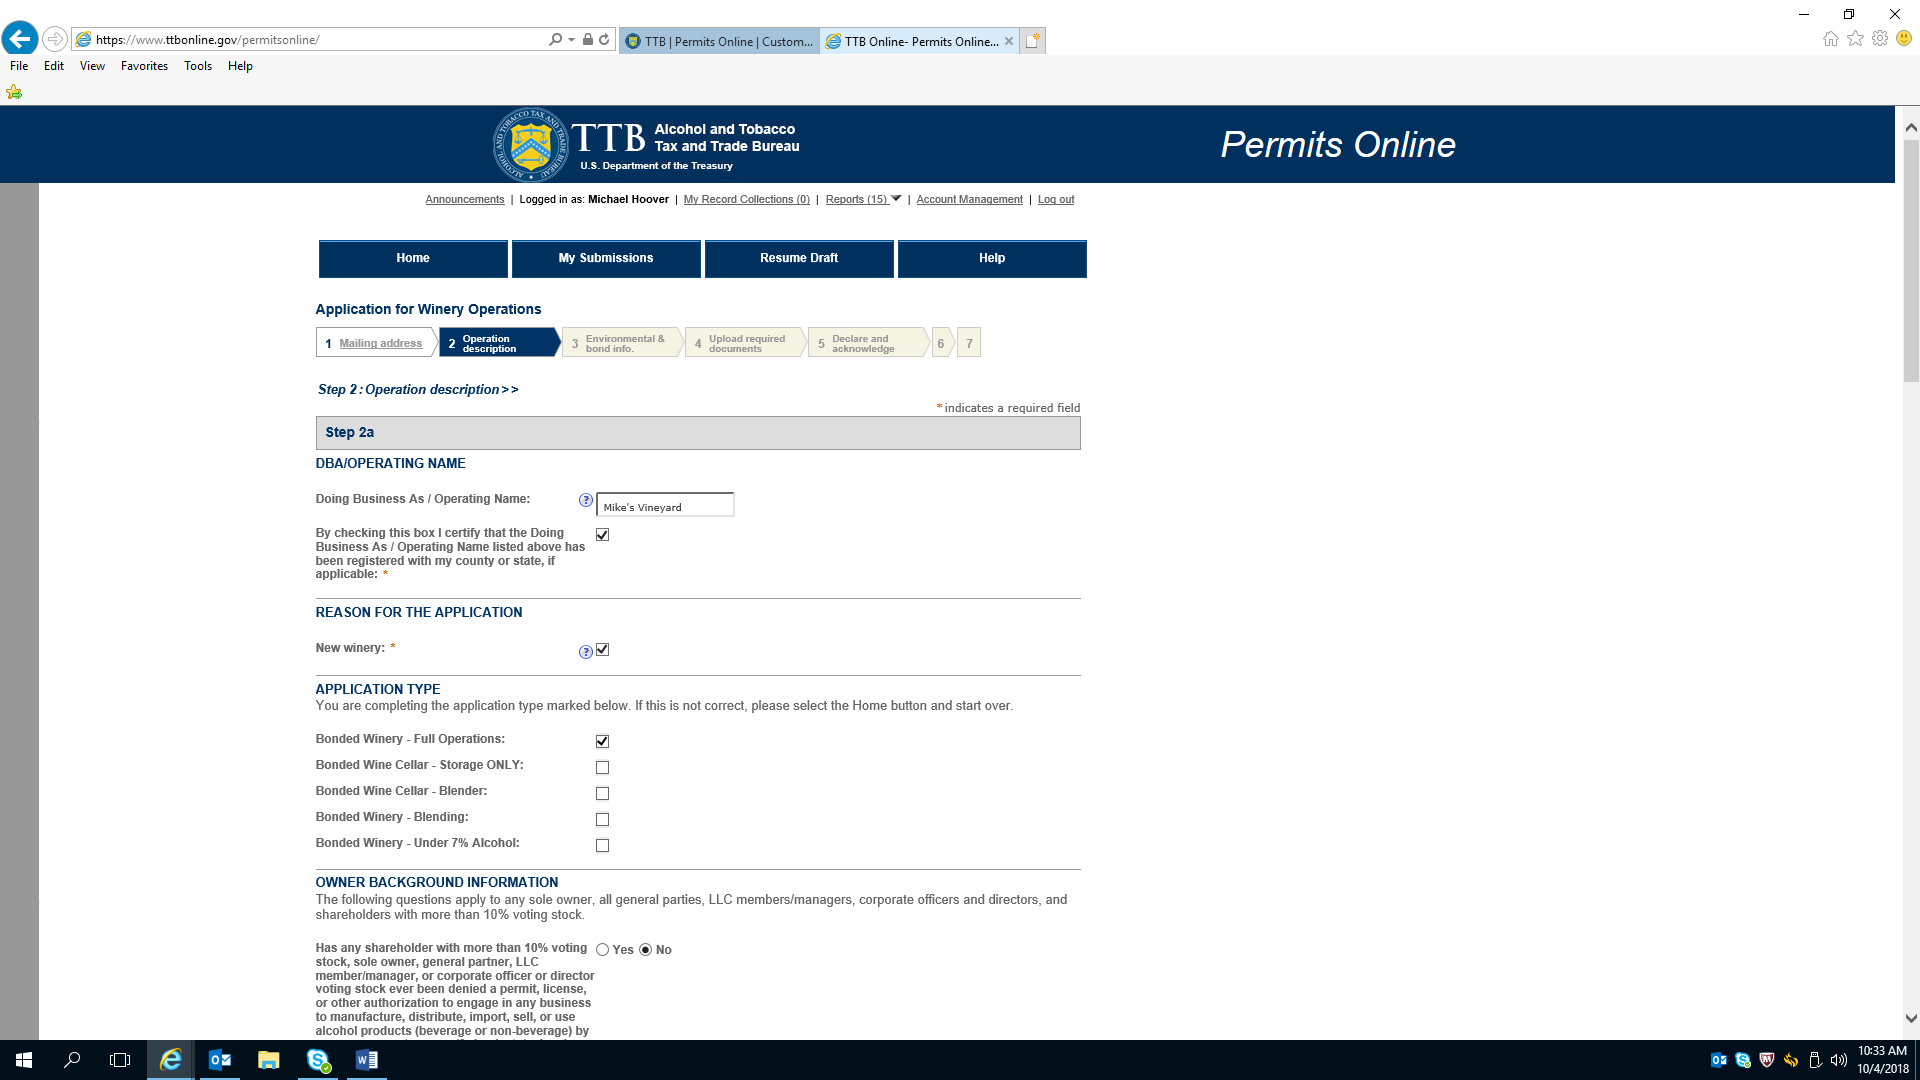 https://www.ttbonline.gov/permitsonline/
TTB | Permits Online | Custom...
TTB Online- Permits Online...
File Edit View Favorites Tools Help
TTB Alcohol and Tobacco
Tax and Trade Bureau
U.S. Department of the Treasury
Permits Online
Announcements | Logged in as: Michael Hoover | My Record Collections (0) | Reports (15) | Account Management | Log out
Home My Submissions Resume Draft Help
Application for Winery Operations
1 Mailing address
2 Operation
description
3 Environmental &
bond info.
4 Upload required
documents
5 Declare and
acknowledge
6
7
Step 2 : Operation description>>
* indicates a required field
Step 2a
DBA/OPERATING NAME
Doing Business As / Operating Name: ? Mike's Vineyard
By checking this box I certify that the Doing
Business As / Operating Name listed above has
been registered with my county or state, if
applicable: *
REASON FOR THE APPLICATION
New winery: * ?
APPLICATION TYPE
You are completing the application type marked below. If this is not correct, please select the Home button and start over.
Bonded Winery - Full Operations:
Bonded Wine Cellar - Storage ONLY:
Bonded Wine Cellar - Blender:
Bonded Winery - Blending:
Bonded Winery - Under 7% Alcohol:
OWNER BACKGROUND INFORMATION
The following questions apply to any sole owner, all general parties, LLC members/managers, corporate officers and directors, and
shareholders with more than 10% voting stock.
Has any shareholder with more than 10% voting Yes No
stock, sole owner, general partner, LLC
member/manager, or corporate officer or director
voting stock ever been denied a permit, license,
or other authorization to engage in any business
to manufacture, distribute, import, sell, or use
alcohol products (beverage or non-beverage) by
10:33 AM
10/4/2018